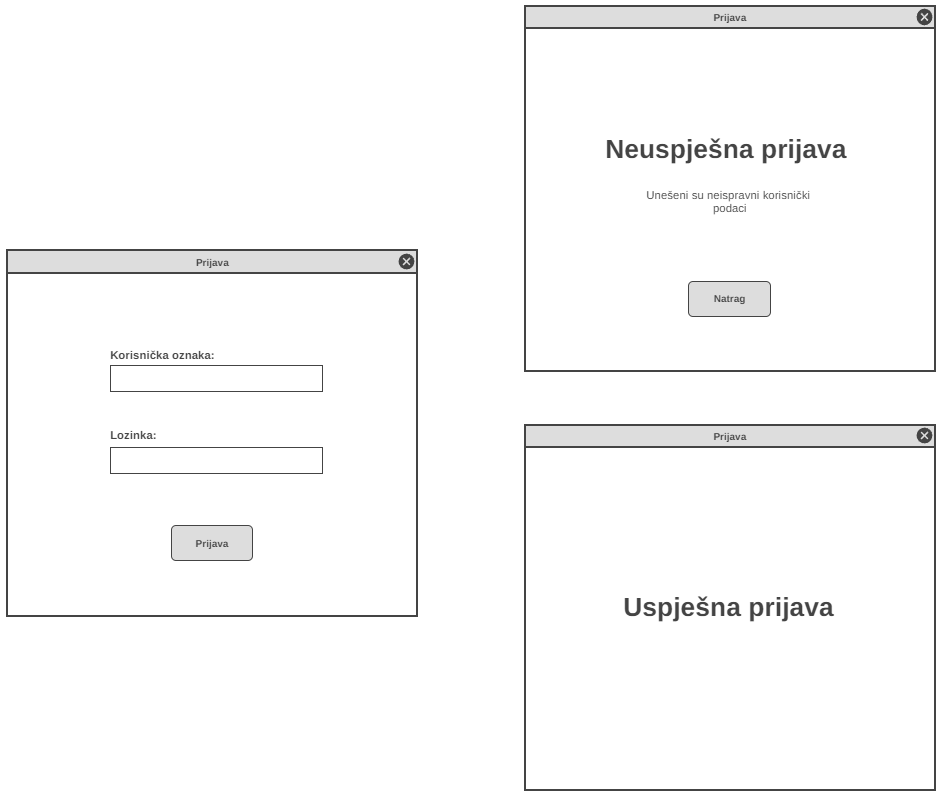 Prijava
Korisnička oznaka:
Lozinka:
Prijava
Prijava
Neuspješna prijava
Unešeni su neispravni korisnički
podaci
Natrag
Prijava
Uspješna prijava